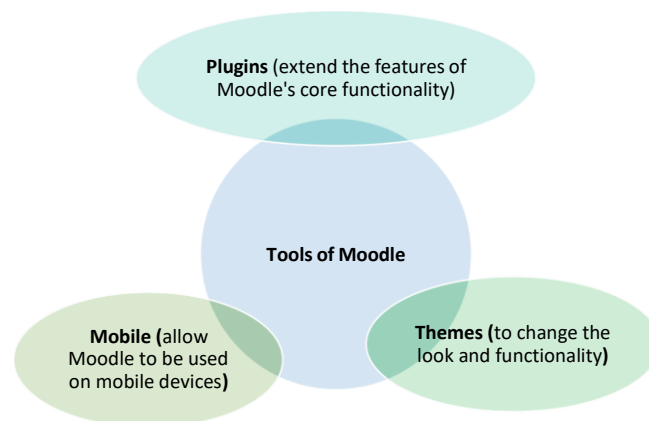 Plugins (extend the features of
Moodle's core functionality)
Tools of Moodle
Mobile (allow
Moodle to be used
on mobile devices)
Themes (to change the
look and functionality)